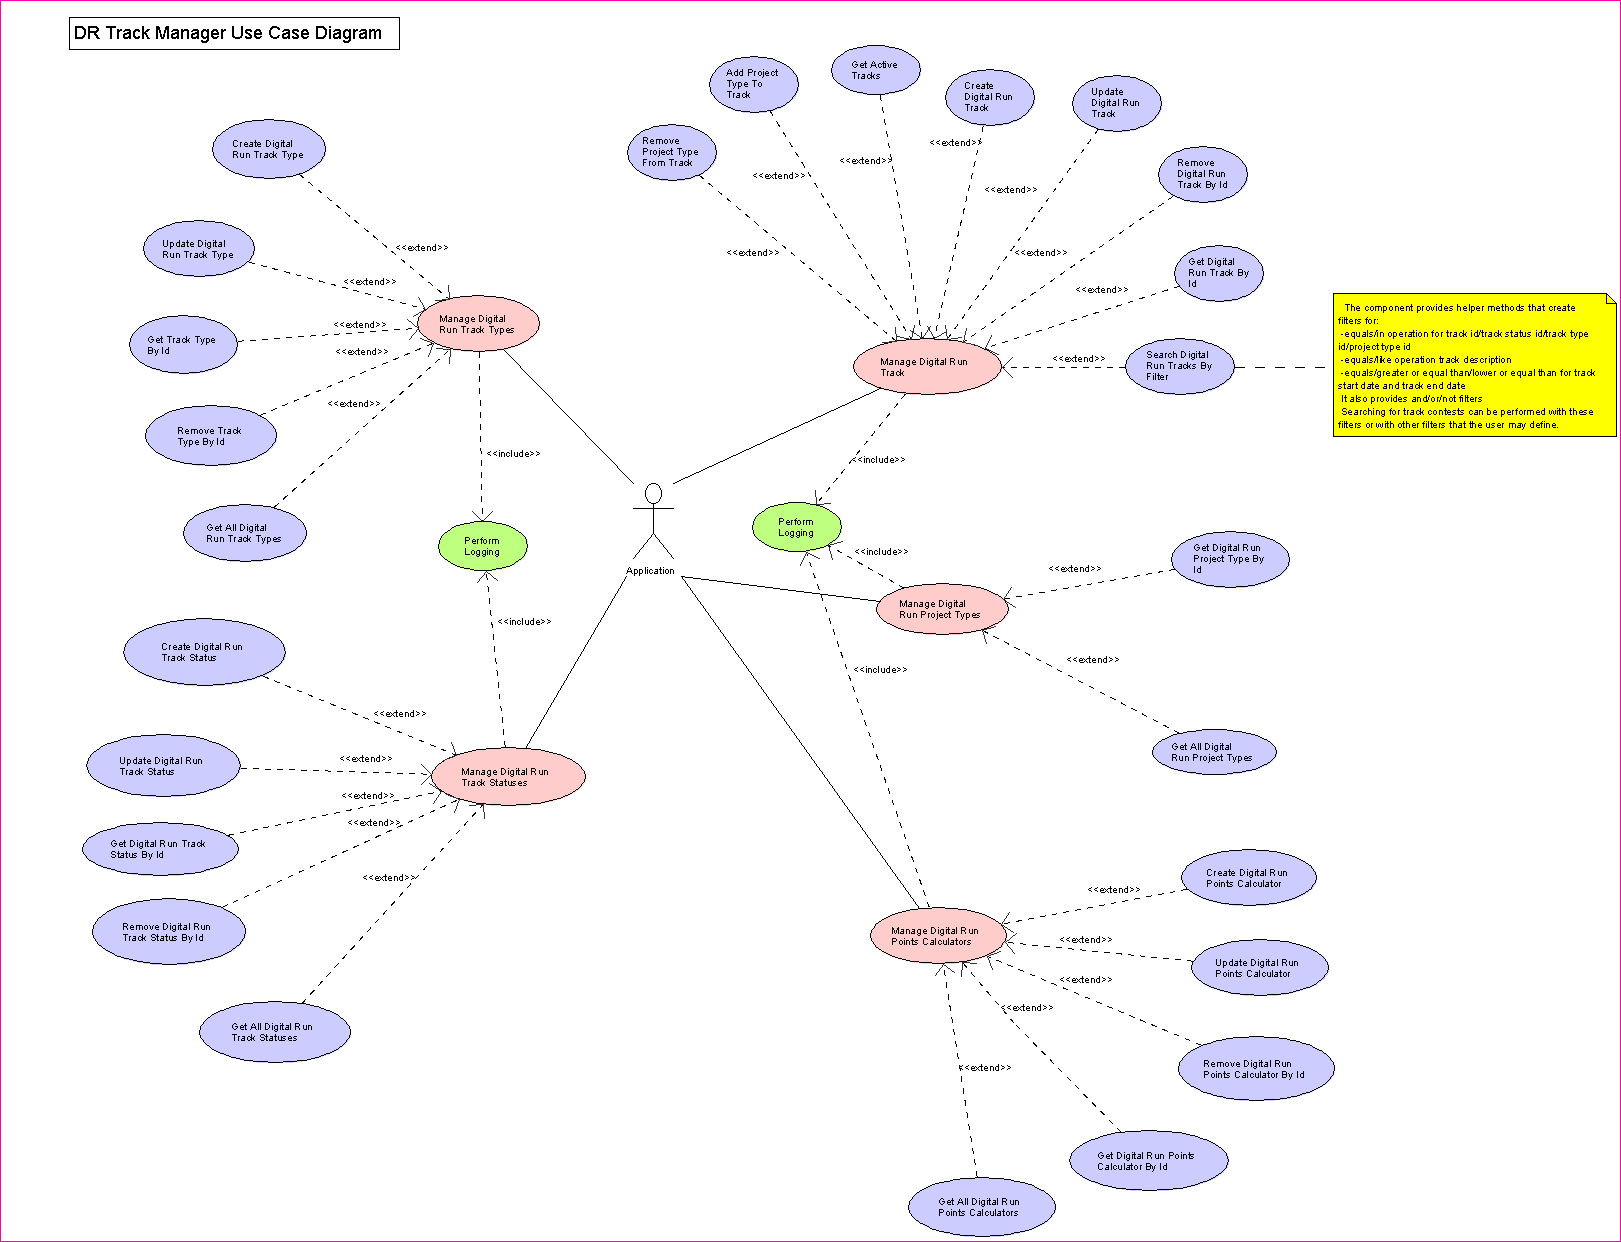 DR Track Manager Use Case Diagram
Create Digital
Run Track Type
Update Digital
Run Track Type
Get Track Type
By Id
Remove Track
Type By Id
Get All Digital
Run Track Types
<<extend>>
<<extend>>
<<extend>>
<<extend>>
<<extend>>
Manage Digital
Run Track Types
<<include>>
Perform
Logging
<<include>>
Remove
Project Type
From Track
Add Project
Type To
Track
Get Active
Tracks
Create
Digital Run
Track
Update
Digital Run
Track
Remove
Digital Run
Track By Id
Get Digital
Run Track By
Id
Search Digital
Run Tracks By
Filter
<<extend>>
<<extend>>
<<extend>>
<<extend>>
<<extend>>
<<extend>>
<<extend>>
<<extend>>
Manage Digital Run
Track
The component provides helper methods that create
filters for:
-equals/in operation for track id/track status id/track type
id/project type id
-equals/like operation track description
-equals/greater or equal than/lower or equal than for track
start date and track end date
It also provides and/or/not filters
Searching for track contests can be performed with these
filters or with other filters that the user may define.
<<include>>
Perform
Logging
<<include>>
<<include>>
Application
Manage Digital
Run Project Types
<<extend>>
<<extend>>
Get Digital Run
Project Type By
Id
Get All Digital
Run Project Types
Create Digital Run
Track Status
Update Digital Run
Track Status
Get Digital Run Track
Status By Id
Remove Digital Run
Track Status By Id
Get All Digital Run
Track Statuses
<<extend>>
<<extend>>
<<extend>>
<<extend>>
<<extend>>
Manage Digital Run
Track Statuses
Manage Digital Run
Points Calculators
<<extend>>
<<extend>>
<<extend>>
<<extend>>
<<extend>>
Create Digital Run
Points Calculator
Update Digital Run
Points Calculator
Remove Digital Run
Points Calculator By Id
Get Digital Run Points
Calculator By Id
Get All Digital Run
Points Calculators